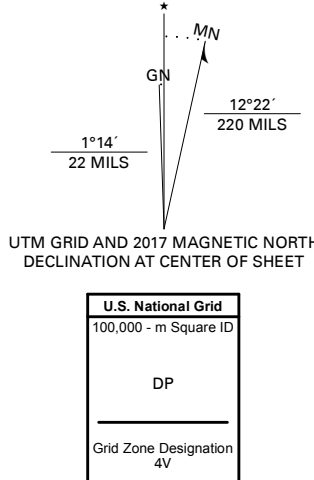 ★
MN
GN
1°14´
22 MILS
12°22´
220 MILS
UTM GRID AND 2017 MAGNETIC NORTH
DECLINATION AT CENTER OF SHEET
U.S. National Grid
100,000 - m Square ID
DP
Grid Zone Designation
4V